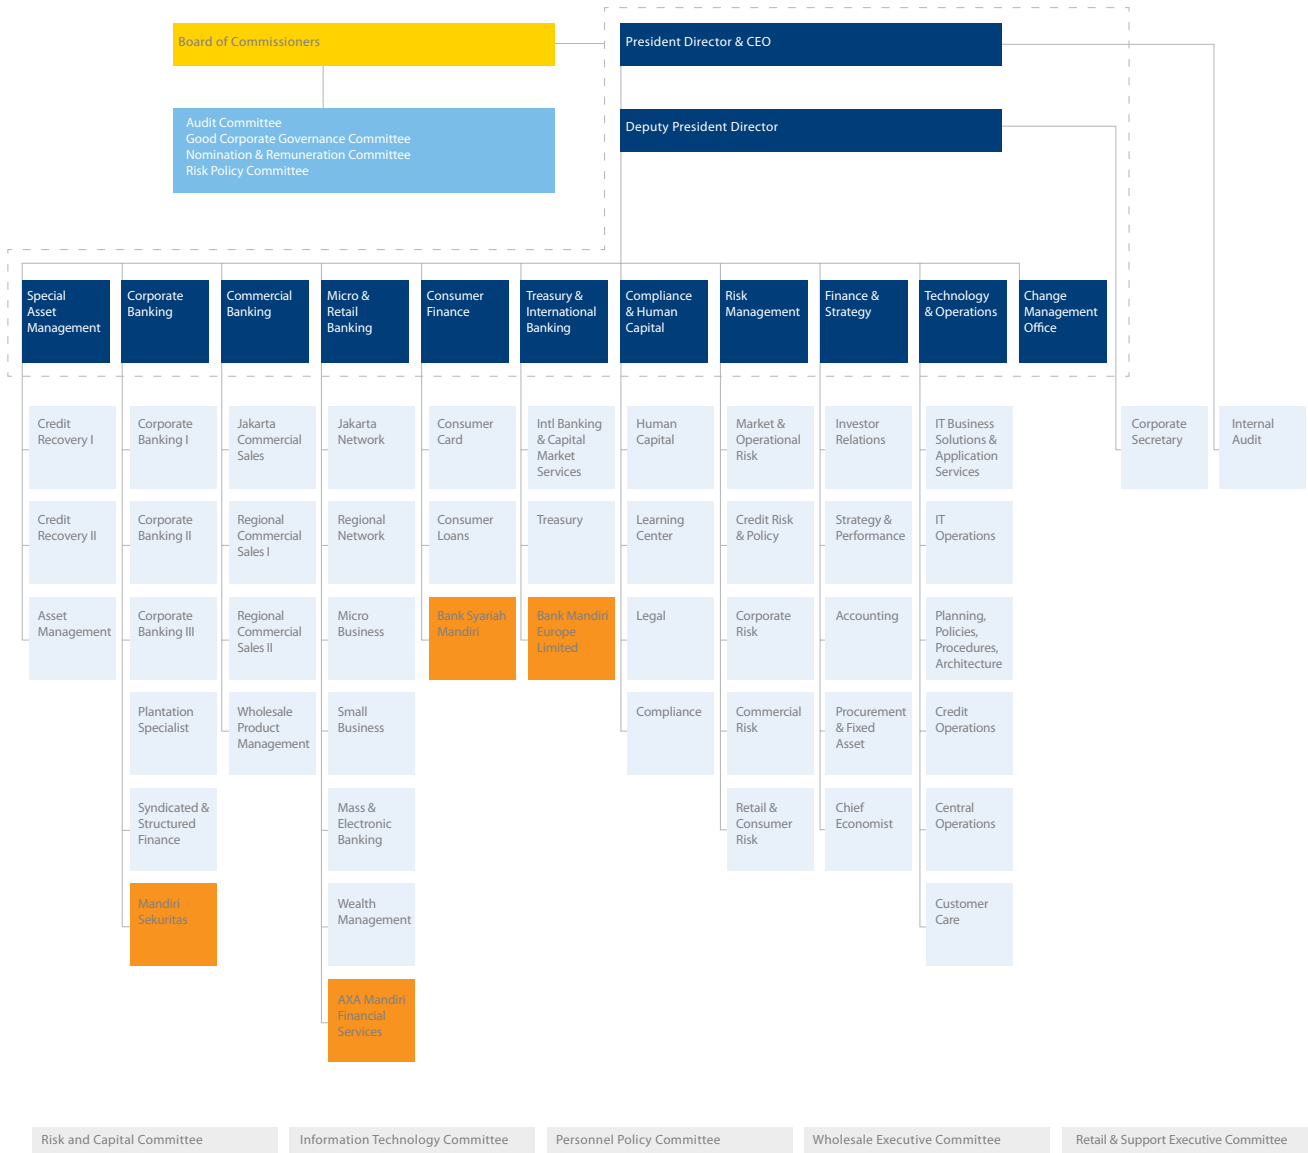 Board of Commissioners
President Director & CEO
Audit Committee
Good Corporate Governance Committee
Nomination & Remuneration Committee
Risk Policy Committee
Deputy President Director
Special
Asset
Management
Corporate
Banking
Commercial
Banking
Micro &
Retail
Banking
Consumer
Finance
Treasury &
International
Banking
Compliance
& Human
Capital
Risk
Management
Finance &
Strategy
Technology
& Operations
Change
Management
Office
Credit
Recovery I
Corporate
Banking I
Jakarta
Commercial
Sales
Jakarta
Network
Consumer
Card
Intl Banking
& Capital
Market
Services
Human
Capital
Market &
Operational
Risk
Investor
Relations
IT Business
Solutions &
Application
Services
Corporate
Secretary
Internal
Audit
Credit
Recovery II
Corporate
Banking II
Regional
Commercial
Sales I
Regional
Network
Consumer
Loans
Treasury
Learning
Center
Credit Risk
& Policy
Strategy &
Performance
IT
Operations
Asset
Management
Corporate
Banking III
Regional
Commercial
Sales II
Micro
Business
Bank Syariah
Mandiri
Bank Mandiri
Europe
Limited
Legal
Corporate
Risk
Accounting
Planning,
Policies,
Procedures,
Architecture
Plantation
Specialist
Wholesale
Product
Management
Small
Business
Compliance
Commercial
Risk
Procurement
& Fixed
Asset
Credit
Operations
Syndicated &
Structured
Finance
Mass &
Electronic
Banking
Retail &
Consumer
Risk
Chief
Economist
Central
Operations
Mandiri
Sekuritas
Wealth
Management
Customer
Care
AXA Mandiri
Financial
Services
Risk and Capital Committee
Information Technology Committee
Personnel Policy Committee
Wholesale Executive Committee
Retail & Support Executive Committee